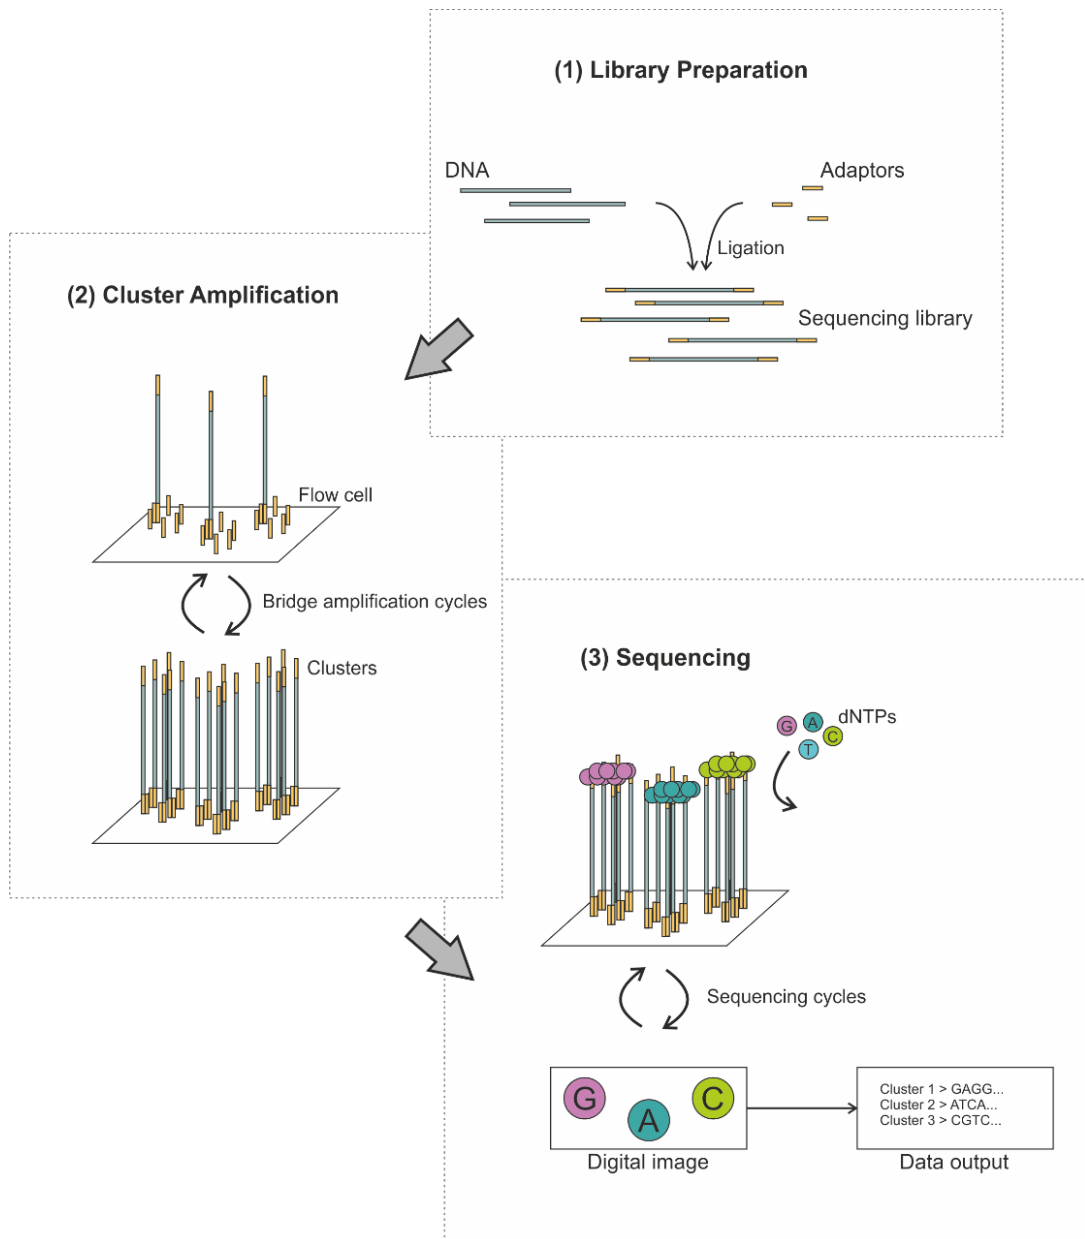 (1) Library Preparation
DNA
Adaptors
Ligation
Sequencing library
(2) Cluster Amplification
Flow cell
Bridge amplification cycles
Clusters
(3) Sequencing
G
A
C
T
dNTPs
Sequencing cycles
G
A
C
Digital image
Cluster 1 > GAGG...
Cluster 2 > ATCA...
Cluster 3 > CGTC...
Data output